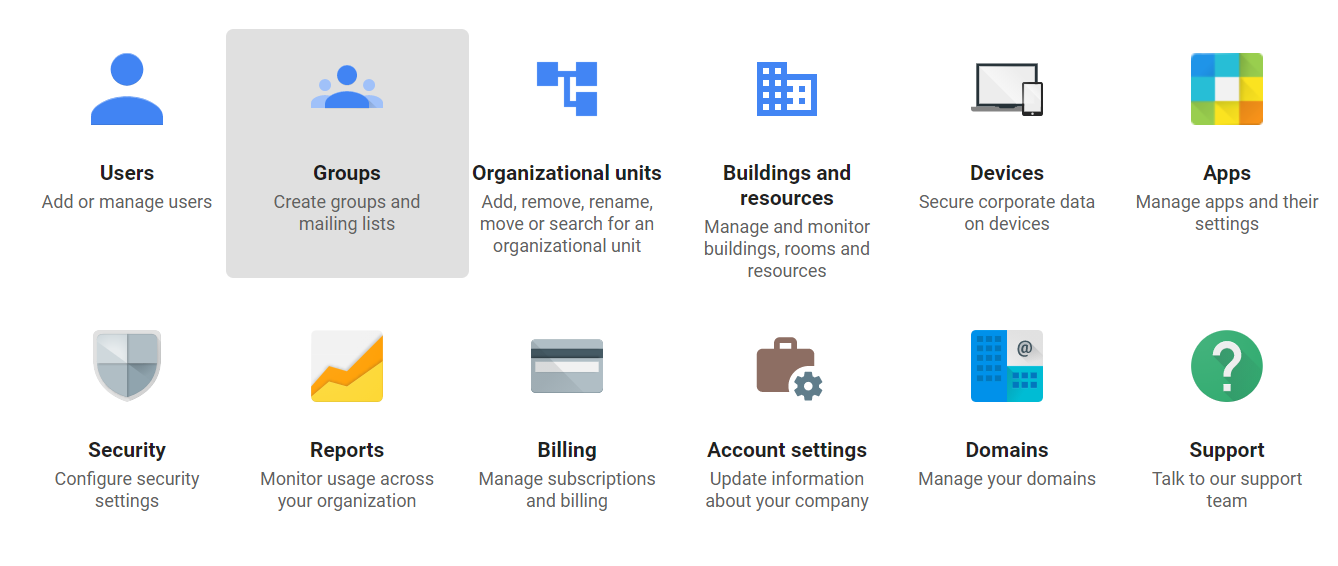 Users
Add or manage users
Groups
Create groups and
mailing lists
Organizational units
Add, remove, rename,
move or search for an
organizational unit
Buildings and
resources
Manage and monitor
buildings, rooms and
resources
Devices
Secure corporate data
on devices
Apps
Manage apps and their
settings
Security
Configure security
settings
Reports
Monitor usage across
your organization
Billing
Manage subscriptions
and billing
Account settings
Update information
about your company
@
Domains
Manage your domains
?
Support
Talk to our support
team